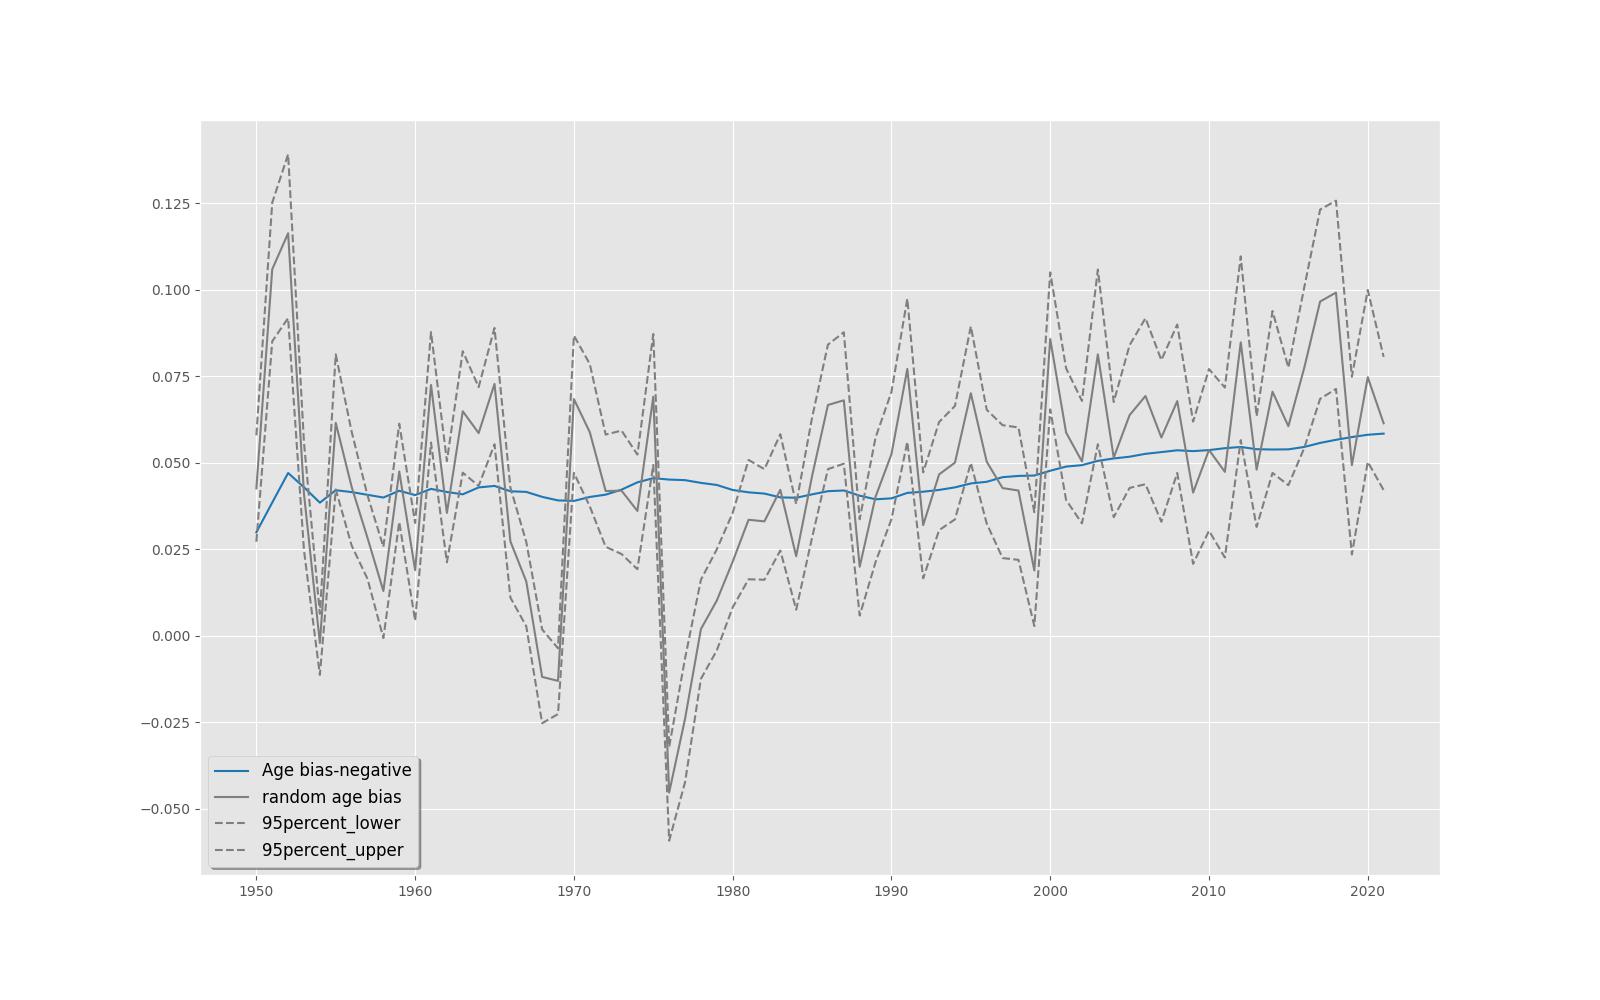 0.125
0.100
0.075
0.050
0.025
0.000
−0.025
−0.050
Age bias-negative
random age bias
95percent_lower
95percent_upper
1950 1960 1970 1980 1990 2000 2010 2020